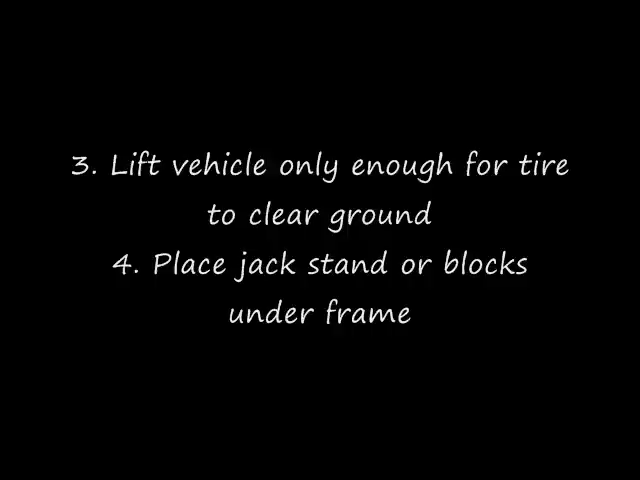 3. Lift vehicle only enough for tire
to clear ground
4. Place jack stand or blocks
under frame